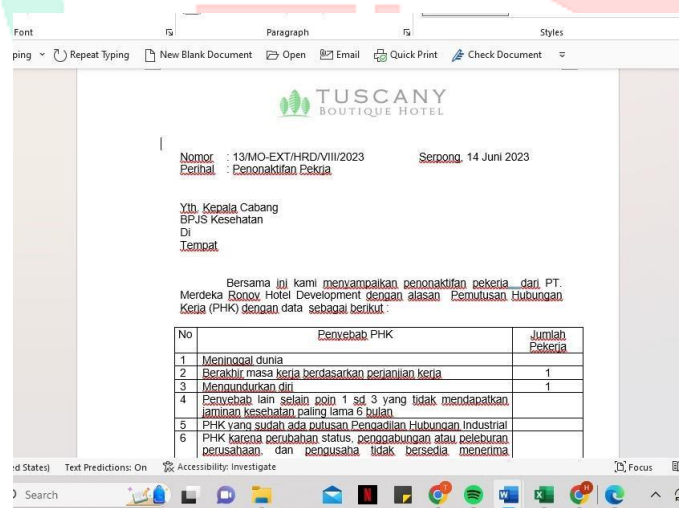 Font Paragraph Styles
ping Repeat Typing New Blank Document Open Email Quick Print Check Document
TUSCANY
BOUTIQUE HOTEL
Nomor : 13/MO-EXT/HRD/VIII/2023 Serpong, 14 Juni 2023
Perihal : Penonaktifan Pekrja
Yth. Kepala Cabang
BPJS Kesehatan
Di
Tempat
Bersama ini kami menyampaikan penonaktifan pekerja dari PT.
Merdeka Ronov Hotel Development dengan alasan Pemutusan Hubungan
Kerja (PHK) dengan data sebagai berikut :
No Penyebab PHK Jumlah
Pekerja
1 Meninggal dunia
2 Berakhir masa kerja berdasarkan perjanjian kerja 1
3 Mengundurkan diri 1
4 Penyebab lain selain poin 1 sd 3 yang tidak mendapatkan
jaminan kesehatan paling lama 6 bulan
5 PHK yang sudah ada putusan Pengadilan Hubungan Industrial
6 PHK karena perubahan status, penggabungan atau peleburan
perusahaan, dan pengusaha tidak bersedia menerima
ed States) Text Predictions: On Accessibility: Investigate Focus
Search